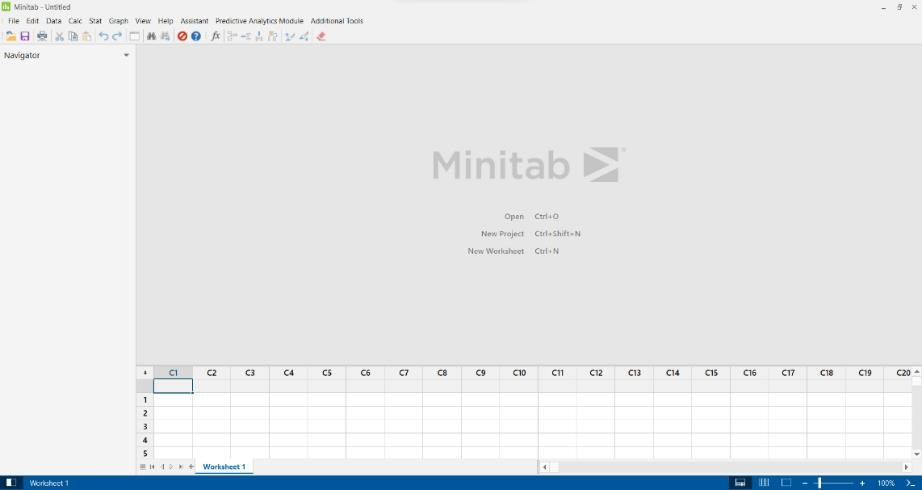 Minitab - Untitled
File Edit Data Calc Stat Graph View Help Assistant Predictive Analytics Module Additional Tools
fx
Navigator
Minitab
Open Ctrl+O
New Project Ctrl+Shift+N
New Worksheet Ctrl+N
C1 C2 C3 C4 C5 C6 C7 C8 C9 C10 C11 C12 C13 C14 C15 C16 C17 C18 C19 C20
1
2
3
4
5
Worksheet 1
Worksheet 1 100%